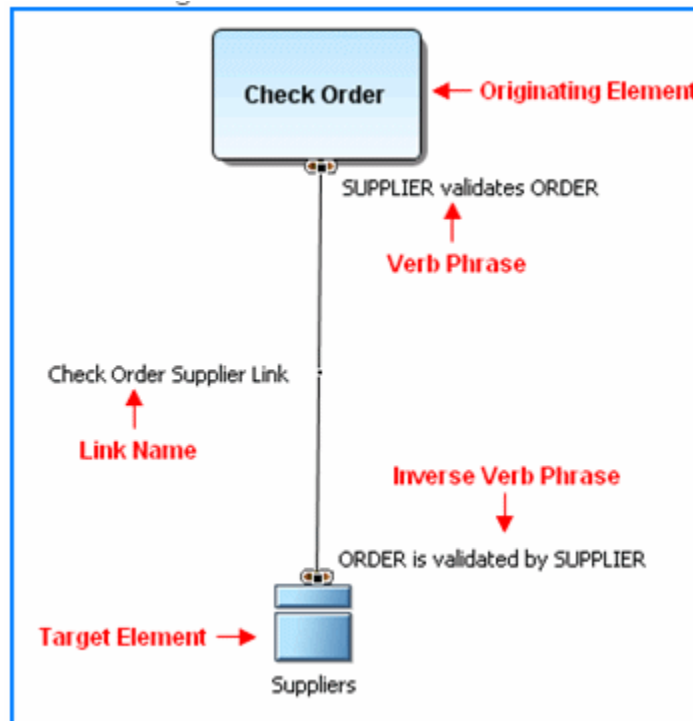 Check Order
Originating Element
SUPPLIER validates ORDER
Verb Phrase
Check Order Supplier Link
Link Name
Inverse Verb Phrase
ORDER is validated by SUPPLIER
Target Element
Suppliers